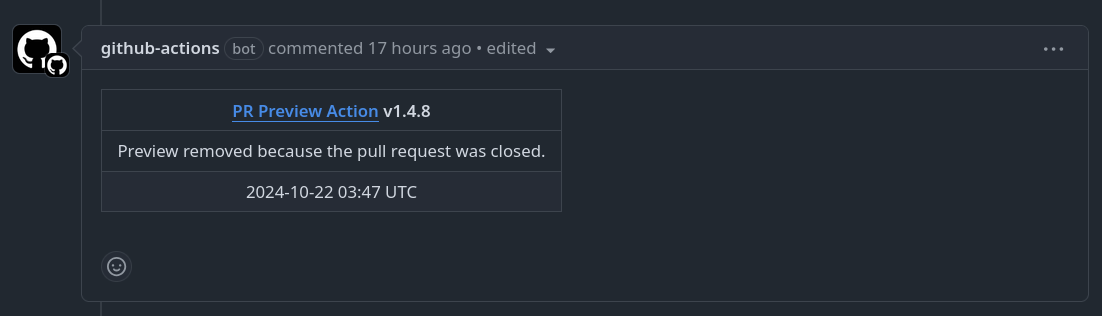 github-actions bot commented 17 hours ago • edited
PR Preview Action v1.4.8
Preview removed because the pull request was closed.
2024-10-22 03:47 UTC